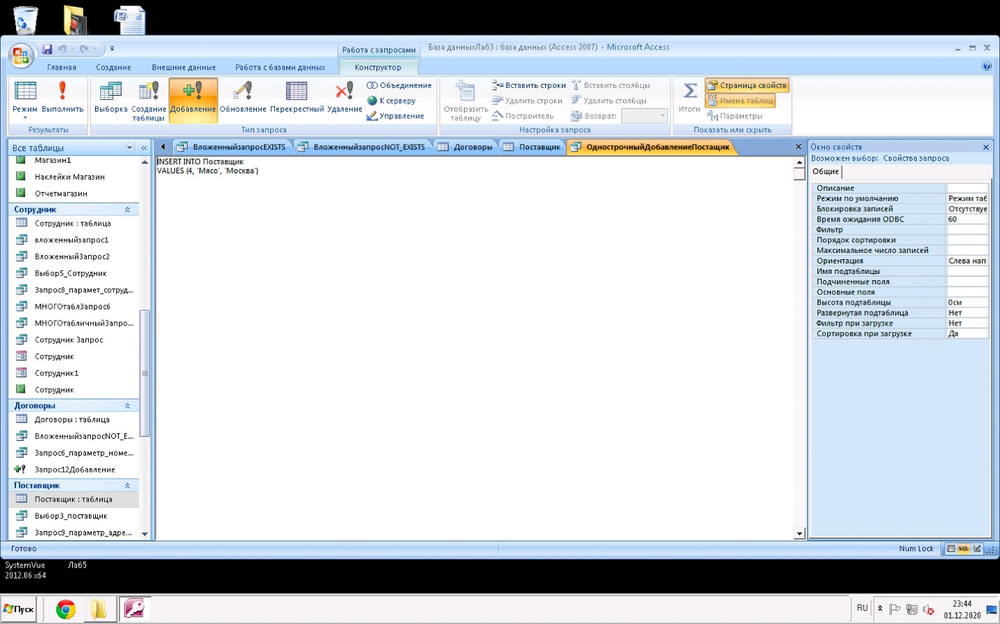 База данныхЛаб3 : база данных (Access 2007) - Microsoft Access
Работа с запросами
Главная Создание Внешние данные Работа с базами данных Конструктор
Режим Выполнить
Результаты
Выборка Создание таблицы Добавление Обновление Перекрестный Удаление
Объединение
К серверу
Управление
Тип запроса
Отобразить таблицу
Вставить строки
Удалить строки
Построитель
Вставить столбцы
Удалить столбцы
Возврат:
Настройка запроса
Итоги
Страница свойств
Имена таблиц
Параметры
Показать или скрыть
Все таблицы
Магазин1
Наклейки Магазин
Отчетмагазин
Сотрудник
Сотрудник : таблица
вложенныйзапрос1
ВложенныйЗапрос2
Выбор5_Сотрудник
Запрос8_парамет_сотруд...
МНОГОтаблЗапрос6
МНОГОтабличныйЗапро...
Сотрудник Запрос
Сотрудник
Сотрудник1
Сотрудник
Договоры
Договоры : таблица
ВложенныйзапросNOT_E...
Запрос6_параметр_номе...
Запрос12Добавление
Поставщик
Поставщик : таблица
Выбор3_поставщик
Запрос9_параметр_адре...
ВложенныйзапросEXISTS ВложенныйзапросNOT_EXISTS Договоры Поставщик ОднострочныйДобавлениеПостащик
INSERT INTO Поставщик
VALUES (4, 'Мясо', 'Москва')
Окно свойств
Возможен выбор: Свойства запроса
Общие
Описание
Режим по умолчанию Режим таб
Блокировка записей Отсутствуе
Время ожидания ODBC 60
Фильтр
Порядок сортировки
Максимальное число записей
Ориентация Слева нап
Имя подтаблицы
Подчиненные поля
Основные поля
Высота подтаблицы 0см
Развернутая подтаблица Нет
Фильтр при загрузке Нет
Сортировка при загрузке Да
Готово
Num Lock
SQL
SystemVue
2012.06 x64
Лаб5
Пуск
RU
23:44
01.12.2020